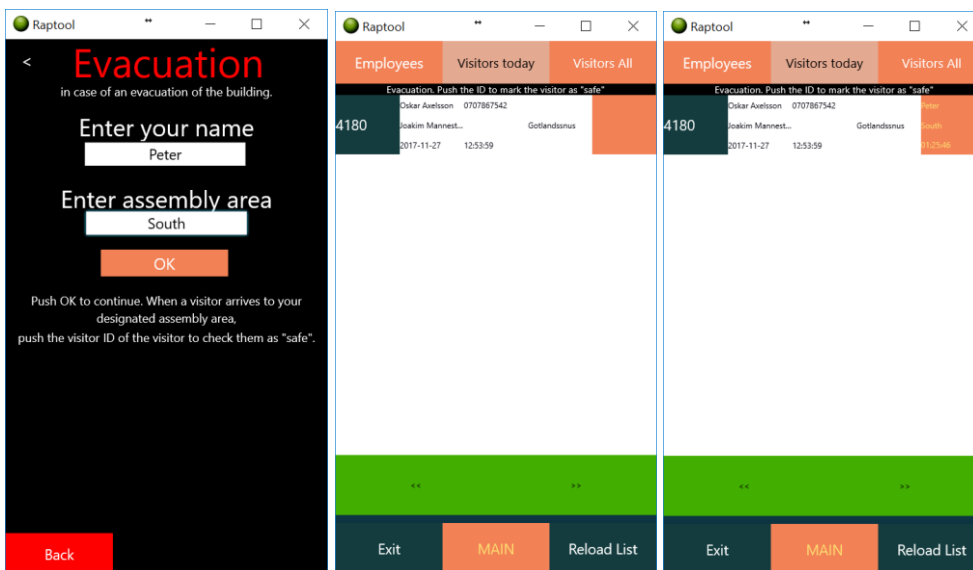 Raptool
<
Evacuation
in case of an evacuation of the building.
Enter your name
Peter
Enter assembly area
South
OK
Push OK to continue. When a visitor arrives to your
designated assembly area,
push the visitor ID of the visitor to check them as "safe".
Back
Raptool
Employees Visitors today Visitors All
Evacuation. Push the ID to mark the visitor as "safe"
Oskar Axelsson 0707867542
4180 Joakim Mannest... Gotlandssnus
2017-11-27 12:53:59
<< >>
Exit MAIN Reload List
Raptool
Employees Visitors today Visitors All
Evacuation. Push the ID to mark the visitor as "safe"
Oskar Axelsson 0707867542 Peter
4180 Joakim Mannest... Gotlandssnus South
2017-11-27 12:53:59 01:25:46
<< >>
Exit MAIN Reload List